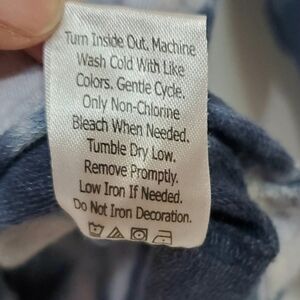 Turn Inside Out. Machine
Wash Cold With Like
Colors. Gentle Cycle.
Only Non-Chlorine
Bleach When Needed.
Tumble Dry Low.
Remove Promptly.
Low Iron If Needed.
Do Not Iron Decoration.